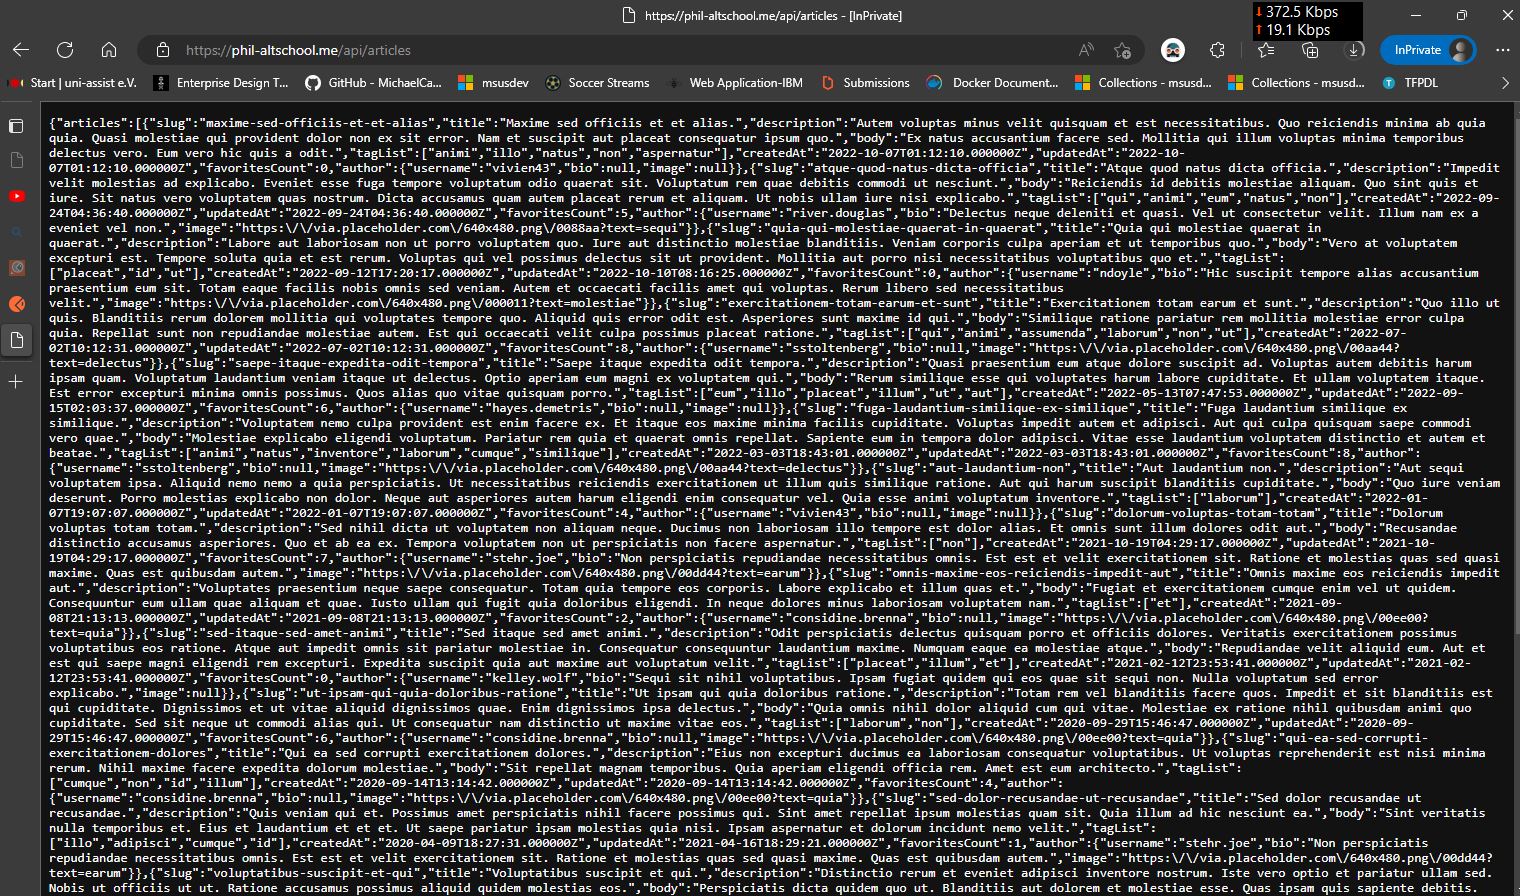 https://phil-altschool.me/api/articles - [InPrivate]
↓ 372.5 Kbps
↑ 19.1 Kbps
https://phil-altschool.me/api/articles
InPrivate
Start | uni-assist e.V.
Enterprise Design T...
GitHub - MichaelCa...
msusdev
Soccer Streams
Web Application-IBM
Submissions
Docker Document...
Collections - msusd...
Collections - msusd...
TFPDL
{"articles":[{"slug":"maxime-sed-officiis-et-et-alias","title":"Maxime sed officiis et et alias.","description":"Autem voluptas minus velit quisquam et est necessitatibus. Quo reiciendis minima ab quia
quia. Quasi molestiae qui provident dolor non ex sit error. Nam et suscipit aut placeat consequatur ipsum quo.","body":"Ex natus accusantium facere sed. Mollitia qui illum voluptas minima temporibus
delectus vero. Eum vero hic quis a odit.","tagList":["animi","illo","natus","non","aspernatur"],"createdAt":"2022-10-07T01:12:10.000000Z","updatedAt":"2022-10-
07T01:12:10.000000Z","favoritesCount":0,"author":{"username":"vivien43","bio":null,"image":null}},{"slug":"atque-quod-natus-dicta-officia","title":"Atque quod natus dicta officia.","description":"Impedit
velit molestias ad explicabo. Eveniet esse fuga tempore voluptatum odio quaerat sit. Voluptatem rem quae debitis commodi ut nesciunt.","body":"Reiciendis id debitis molestiae aliquam. Quo sint quis et
iure. Sit natus vero voluptatum quas nostrum. Dicta accusamus quam autem placeat rerum et aliquam. Ut nobis ullam iure nisi explicabo.","tagList":["qui","animi","eum","natus","non"],"createdAt":"2022-09-
24T04:36:40.000000Z","updatedAt":"2022-09-24T04:36:40.000000Z","favoritesCount":5,"author":{"username":"river.douglas","bio":"Delectus neque deleniti et quasi. Vel ut consectetur velit. Illum nam ex a
eveniet vel non.","image":"https:\/\/via.placeholder.com\/640x480.png\/0088aa?text=sequi"}},{"slug":"quia-qui-molestiae-quaerat-in-quaerat","title":"Quia qui molestiae quaerat in
quaerat.","description":"Labore aut laboriosam non ut porro voluptatum quo. Iure aut distinctio molestiae blanditiis. Veniam corporis culpa aperiam et ut temporibus quo.","body":"Vero at voluptatem
excepturi est. Tempore soluta quia et est rerum. Voluptas qui vel possimus delectus sit ut provident. Mollitia aut porro nisi necessitatibus voluptatibus quo et.","tagList":
["placeat","id","ut"],"createdAt":"2022-09-12T17:20:17.000000Z","updatedAt":"2022-10-10T08:16:25.000000Z","favoritesCount":0,"author":{"username":"ndoyle","bio":"Hic suscipit tempore alias accusantium
praesentium eum sit. Totam eaque facilis nobis omnis sed veniam. Autem et occaecati facilis amet qui voluptas. Rerum libero sed necessitatibus
velit.","image":"https:\/\/via.placeholder.com\/640x480.png\/000011?text=molestiae"}},{"slug":"exercitationem-totam-earum-et-sunt","title":"Exercitationem totam earum et sunt.","description":"Quo illo ut
quis. Blanditiis rerum dolorem mollitia qui voluptates tempore quo. Aliquid quis error odit est. Asperiores sunt maxime id qui.","body":"Similique ratione pariatur rem mollitia molestiae error culpa
quia. Repellat sunt non repudiandae molestiae autem. Est qui occaecati velit culpa possimus placeat ratione.","tagList":["qui","animi","assumenda","laborum","non","ut"],"createdAt":"2022-07-
02T10:12:31.000000Z","updatedAt":"2022-07-02T10:12:31.000000Z","favoritesCount":8,"author":{"username":"sstoltenberg","bio":null,"image":"https:\/\/via.placeholder.com\/640x480.png\/00aa44?
text=delectus"}},{"slug":"saepe-itaque-expedita-odit-tempora","title":"Saepe itaque expedita odit tempora.","description":"Quasi praesentium eum atque dolore suscipit ad. Voluptas autem debitis harum
ipsam quam. Voluptatum laudantium veniam itaque ut delectus. Optio aperiam eum magni ex voluptatem qui.","body":"Rerum similique esse qui voluptates harum labore cupiditate. Et ullam voluptatem itaque.
Est error excepturi minima omnis possimus. Quos alias quo vitae quisquam porro.","tagList":["eum","illo","placeat","illum","ut","aut"],"createdAt":"2022-05-13T07:47:53.000000Z","updatedAt":"2022-09-
15T02:03:37.000000Z","favoritesCount":6,"author":{"username":"hayes.demetris","bio":null,"image":null}},{"slug":"fuga-laudantium-similique-ex-similique","title":"Fuga laudantium similique ex
similique.","description":"Voluptatem nemo culpa provident est enim facere ex. Et itaque eos maxime minima facilis cupiditate. Voluptas impedit autem et adipisci. Aut qui culpa quisquam saepe commodi
vero quae.","body":"Molestiae explicabo eligendi voluptatum. Pariatur rem quia et quaerat omnis repellat. Sapiente eum in tempora dolor adipisci. Vitae esse laudantium voluptatem distinctio et autem et
beatae.","tagList":["animi","natus","inventore","laborum","cumque","similique"],"createdAt":"2022-03-03T18:43:01.000000Z","updatedAt":"2022-03-03T18:43:01.000000Z","favoritesCount":8,"author":
{"username":"sstoltenberg","bio":null,"image":"https:\/\/via.placeholder.com\/640x480.png\/00aa44?text=delectus"}},{"slug":"aut-laudantium-non","title":"Aut laudantium non.","description":"Aut sequi
voluptatem ipsa. Aliquid nemo nemo a quia perspiciatis. Ut necessitatibus reiciendis exercitationem ut illum quis similique ratione. Aut qui harum suscipit blanditiis cupiditate.","body":"Quo iure veniam
deserunt. Porro molestias explicabo non dolor. Neque aut asperiores autem harum eligendi enim consequatur vel. Quia esse animi voluptatum inventore.","tagList":["laborum"],"createdAt":"2022-01-
07T19:07:07.000000Z","updatedAt":"2022-01-07T19:07:07.000000Z","favoritesCount":4,"author":{"username":"vivien43","bio":null,"image":null}},{"slug":"dolorum-voluptas-totam-totam","title":"Dolorum
voluptas totam totam.","description":"Sed nihil dicta ut voluptatem non aliquam neque. Ducimus non laboriosam illo tempore est dolor alias. Et omnis sunt illum dolores odit aut.","body":"Recusandae
distinctio accusamus asperiores. Quo et ab ea ex. Tempora voluptatem non ut perspiciatis non facere aspernatur.","tagList":["non"],"createdAt":"2021-10-19T04:29:17.000000Z","updatedAt":"2021-10-
19T04:29:17.000000Z","favoritesCount":7,"author":{"username":"stehr.joe","bio":"Non perspiciatis repudiandae necessitatibus omnis. Est est et velit exercitationem sit. Ratione et molestias quas sed quasi
maxime. Quas est quibusdam autem.","image":"https:\/\/via.placeholder.com\/640x480.png\/00dd44?text=earum"}},{"slug":"omnis-maxime-eos-reiciendis-impedit-aut","title":"Omnis maxime eos reiciendis impedit
aut.","description":"Voluptates praesentium neque saepe consequatur. Totam quia tempore eos corporis. Labore explicabo et illum quas et.","body":"Fugiat et exercitationem cumque enim vel ut quidem.
Consequuntur eum ullam quae aliquam et quae. Iusto ullam qui fugit quia doloribus eligendi. In neque dolores minus laboriosam voluptatem nam.","tagList":["et"],"createdAt":"2021-09-
08T21:13:13.000000Z","updatedAt":"2021-09-08T21:13:13.000000Z","favoritesCount":2,"author":{"username":"considine.brenna","bio":null,"image":"https:\/\/via.placeholder.com\/640x480.png\/00ee00?
text=quia"}},{"slug":"sed-itaque-sed-amet-animi","title":"Sed itaque sed amet animi.","description":"Odit perspiciatis delectus quisquam porro et officiis dolores. Veritatis exercitationem possimus
voluptatibus eos ratione. Atque aut impedit omnis sit pariatur molestiae in. Consequatur consequuntur laudantium maxime. Numquam eaque ea molestiae atque.","body":"Repudiandae velit aliquid eum. Aut et
est qui saepe magni eligendi rem excepturi. Expedita suscipit quia aut maxime aut voluptatum velit.","tagList":["placeat","illum","et"],"createdAt":"2021-02-12T23:53:41.000000Z","updatedAt":"2021-02-
12T23:53:41.000000Z","favoritesCount":0,"author":{"username":"kelley.wolf","bio":"Sequi sit nihil voluptatibus. Ipsam fugiat quidem qui eos quae sit sequi non. Nulla voluptatum sed error
explicabo.","image":null}},{"slug":"ut-ipsam-qui-quia-doloribus-ratione","title":"Ut ipsam qui quia doloribus ratione.","description":"Totam rem vel blanditiis facere quos. Impedit et sit blanditiis est
qui cupiditate. Dignissimos et ut vitae aliquid dignissimos quae. Enim dignissimos ipsa delectus.","body":"Quia omnis nihil dolor aliquid cum qui vitae. Molestiae ex ratione nihil quibusdam animi quo
cupiditate. Sed sit neque ut commodi alias qui. Ut consequatur nam distinctio ut maxime vitae eos.","tagList":["laborum","non"],"createdAt":"2020-09-29T15:46:47.000000Z","updatedAt":"2020-09-
29T15:46:47.000000Z","favoritesCount":6,"author":{"username":"considine.brenna","bio":null,"image":"https:\/\/via.placeholder.com\/640x480.png\/00ee00?text=quia"}},{"slug":"qui-ea-sed-corrupti-
exercitationem-dolores","title":"Qui ea sed corrupti exercitationem dolores.","description":"Eius non excepturi ducimus ea laboriosam consequatur voluptatibus. Ut voluptas reprehenderit est nisi minima
rerum. Nihil maxime facere expedita dolorum molestiae.","body":"Sit repellat magnam temporibus. Quia aperiam eligendi officia rem. Amet est eum architecto.","tagList":
["cumque","non","id","illum"],"createdAt":"2020-09-14T13:14:42.000000Z","updatedAt":"2020-09-14T13:14:42.000000Z","favoritesCount":4,"author":
{"username":"considine.brenna","bio":null,"image":"https:\/\/via.placeholder.com\/640x480.png\/00ee00?text=quia"}},{"slug":"sed-dolor-recusandae-ut-recusandae","title":"Sed dolor recusandae ut
recusandae.","description":"Quis veniam qui et. Possimus amet perspiciatis nihil facere possimus qui. Sint amet repellat ipsum molestias quam sit. Quia illum ad hic nesciunt ea.","body":"Sint veritatis
nulla temporibus et. Eius et laudantium et et et. Ut saepe pariatur ipsam molestias quia nisi. Ipsam aspernatur et dolorum incidunt nemo velit.","tagList":
["illo","adipisci","cumque","id"],"createdAt":"2020-04-09T18:27:31.000000Z","updatedAt":"2021-04-16T18:29:21.000000Z","favoritesCount":1,"author":{"username":"stehr.joe","bio":"Non perspiciatis
repudiandae necessitatibus omnis. Est est et velit exercitationem sit. Ratione et molestias quas sed quasi maxime. Quas est quibusdam autem.","image":"https:\/\/via.placeholder.com\/640x480.png\/00dd44?
text=earum"}},{"slug":"voluptatibus-suscipit-et-qui","title":"Voluptatibus suscipit et qui.","description":"Distinctio rerum et eveniet adipisci inventore nostrum. Iste vero optio et pariatur ullam sed.
Nobis ut officiis ut ut. Ratione accusamus possimus aliquid quidem molestias eos.","body":"Perspiciatis dicta quidem quo ut. Blanditiis aut dolorem et molestiae esse. Quas ipsam quis sapiente debitis.